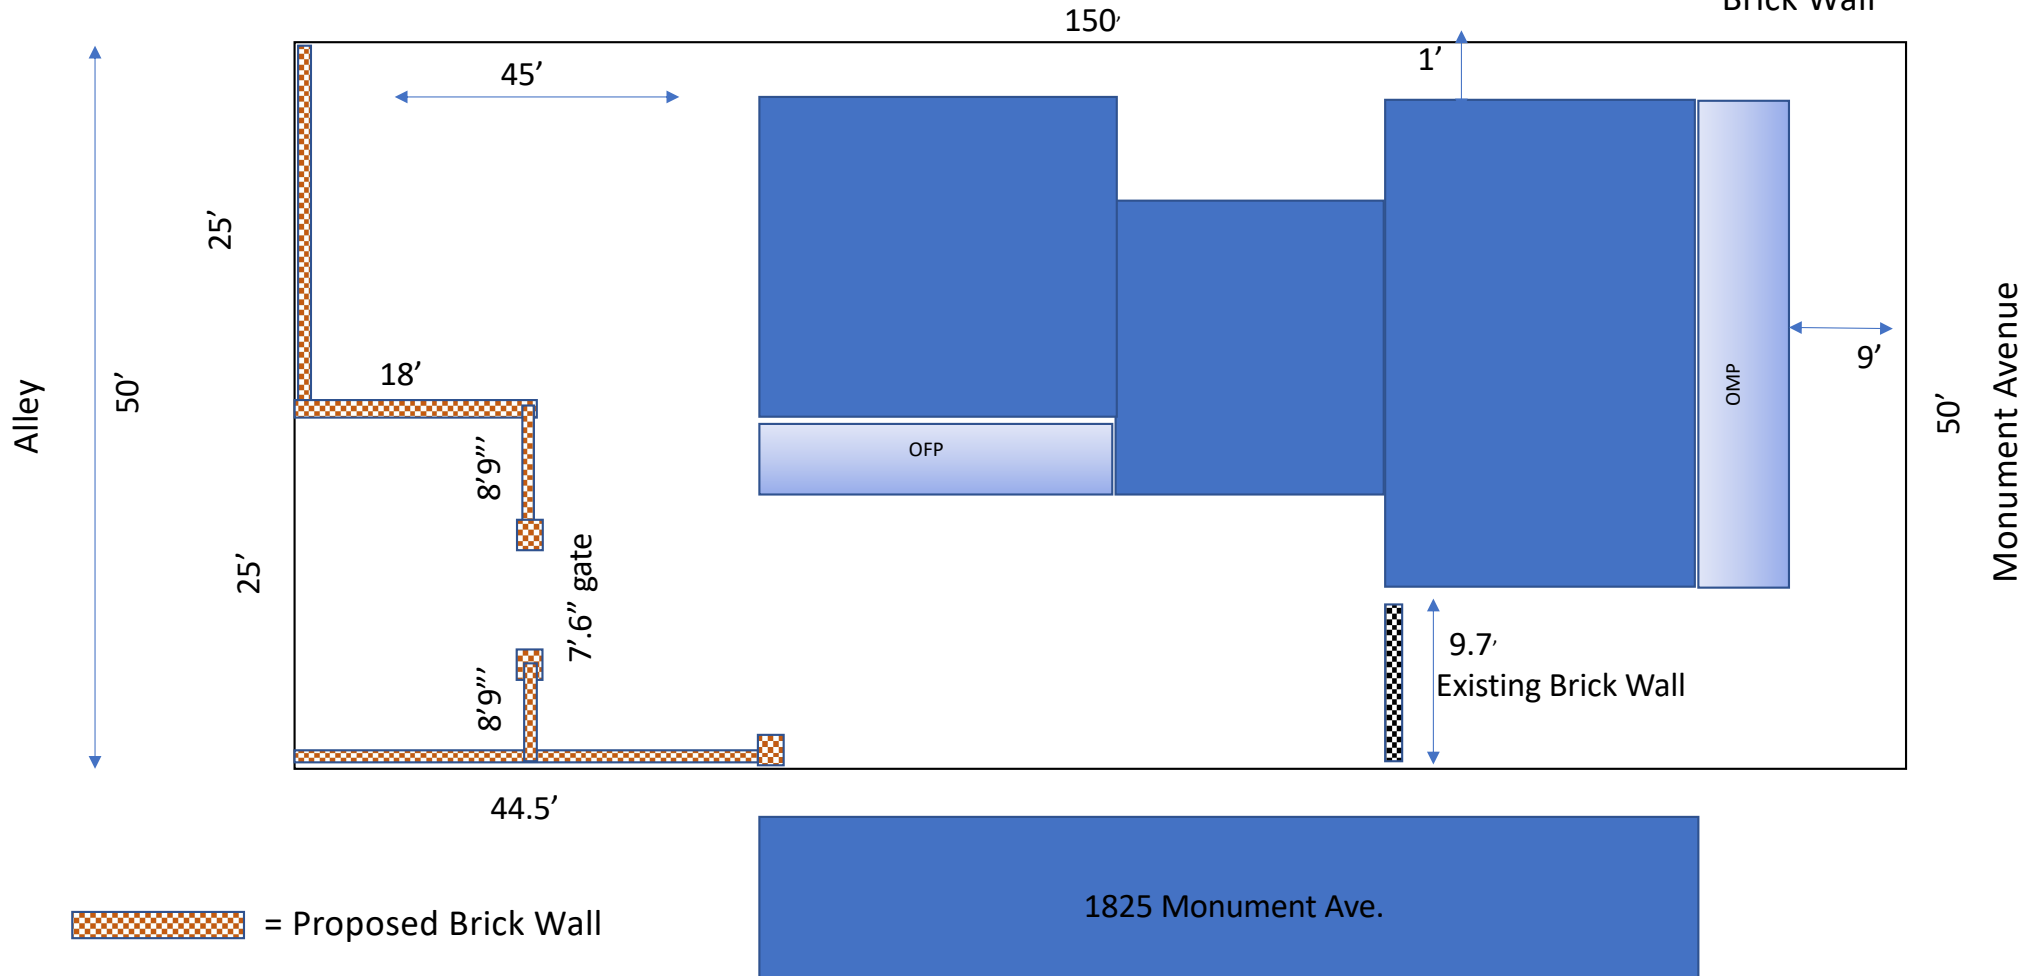 Brick Wall
150'
1'
45'
25'
18'
Alley
50'
8'9"'
OFP
OMP
9'
50'
Monument Avenue
25'
7'.6" gate
8'9"'
9.7'
Existing Brick Wall
44.5'
1825 Monument Ave.
= Proposed Brick Wall